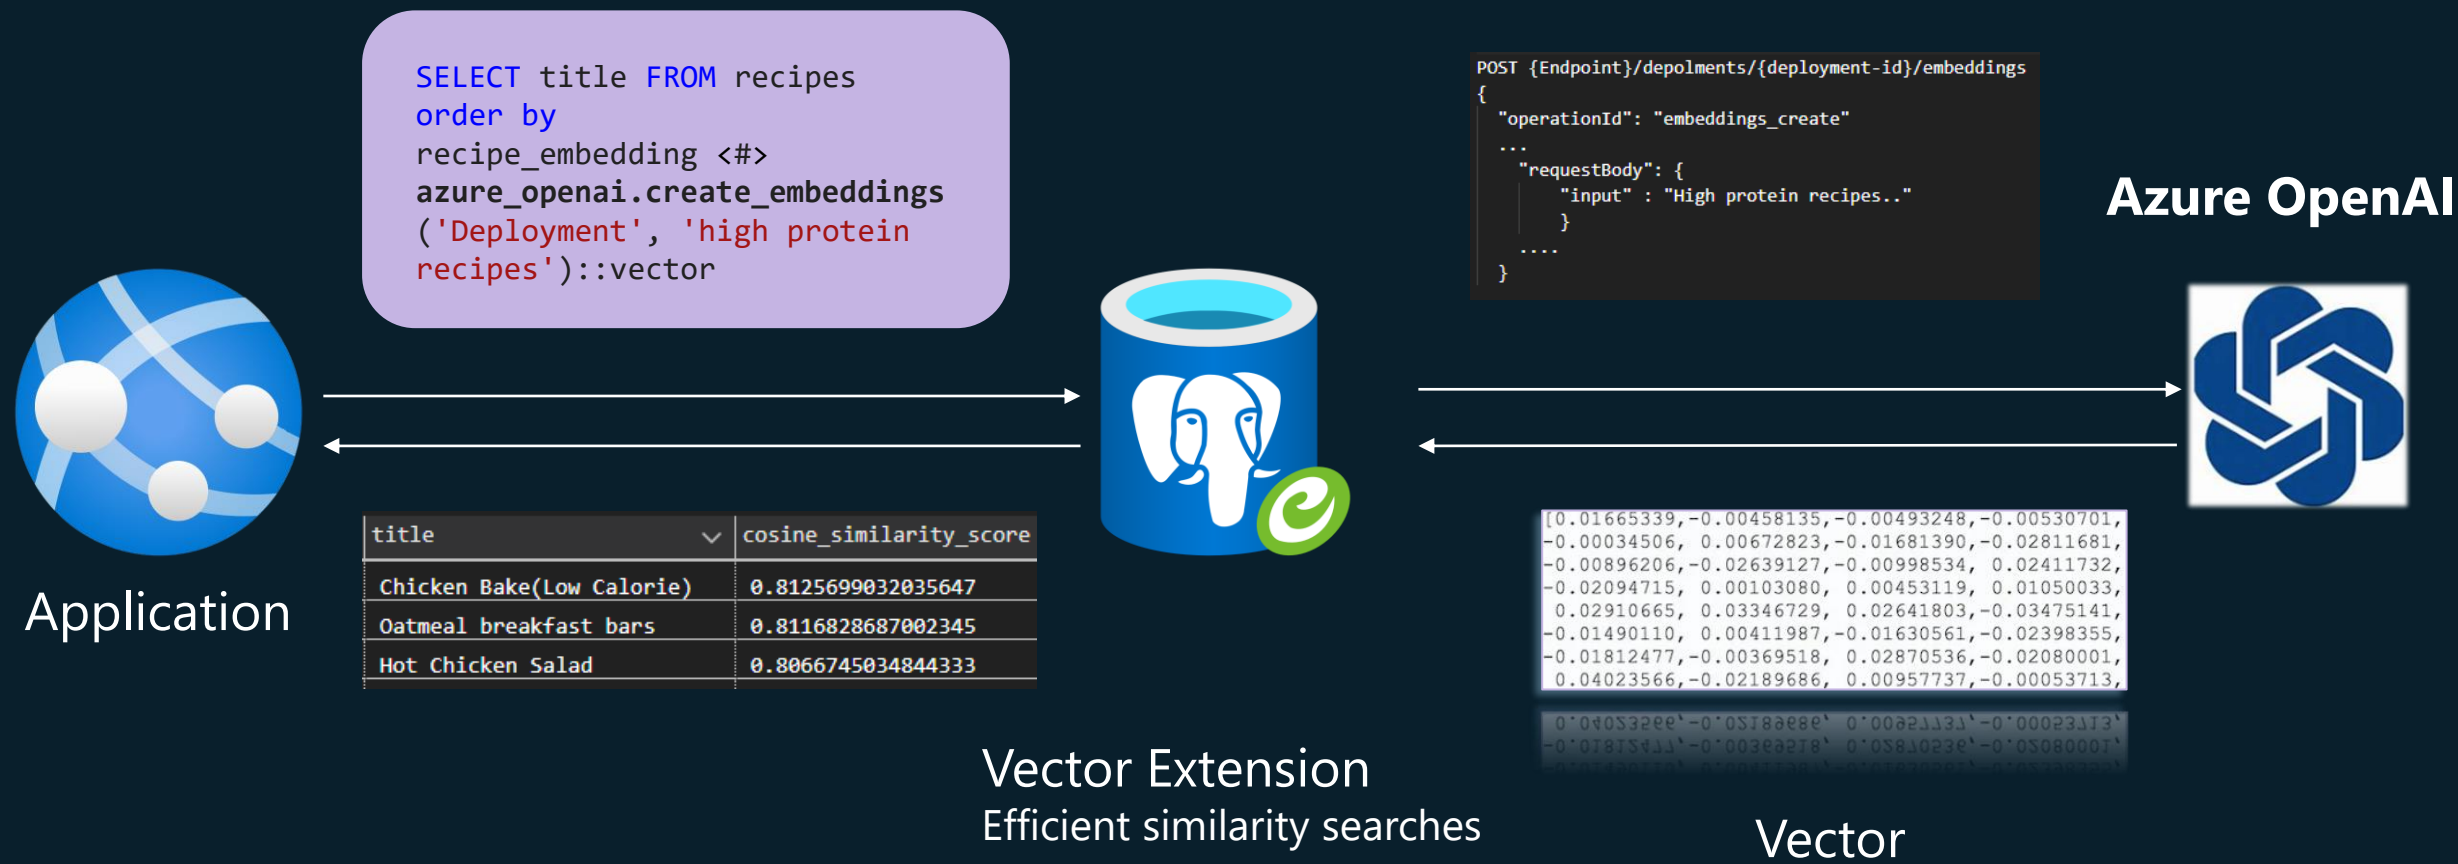 SELECT title FROM recipes
order by
recipe_embedding <#>
azure_openai.create_embeddings
('Deployment', 'high protein
recipes')::vector
POST {Endpoint}/depolments/{deployment-id}/embeddings
{
"operationId": "embeddings_create"
...
"requestBody": {
"input" : "High protein recipes.."
}
....
}
Azure OpenAI
Application
title cosine_similarity_score
Chicken Bake(Low Calorie) 0.8125699032035647
Oatmeal breakfast bars 0.8116828687002345
Hot Chicken Salad 0.8066745034844333
[0.01665339,-0.00458135,-0.00493248,-0.00530701,
-0.00034506, 0.00672823,-0.01681390,-0.02811681,
-0.00896206,-0.02639127,-0.00998534, 0.02411732,
-0.02094715, 0.00103080, 0.00453119, 0.01050033,
0.02910665, 0.03346729, 0.02641803,-0.03475141,
-0.01490110, 0.00411987,-0.01630561,-0.02398355,
-0.01812477,-0.00369518, 0.02870536,-0.02080001,
0.04023566,-0.02189686, 0.00957737,-0.00053713,
Vector Extension
Efficient similarity searches
Vector